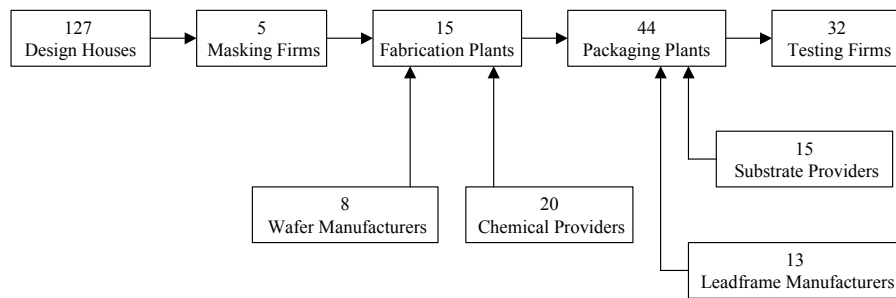 127
Design Houses
5
Masking Firms
15
Fabrication Plants
44
Packaging Plants
32
Testing Firms
15
Substrate Providers
8
Wafer Manufacturers
20
Chemical Providers
13
Leadframe Manufacturers